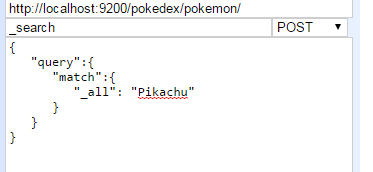 http://localhost:9200/pokedex/pokemon/
_search POST
{
   "query":{
      "match":{
         "_all": "Pikachu"
      }
   }
}